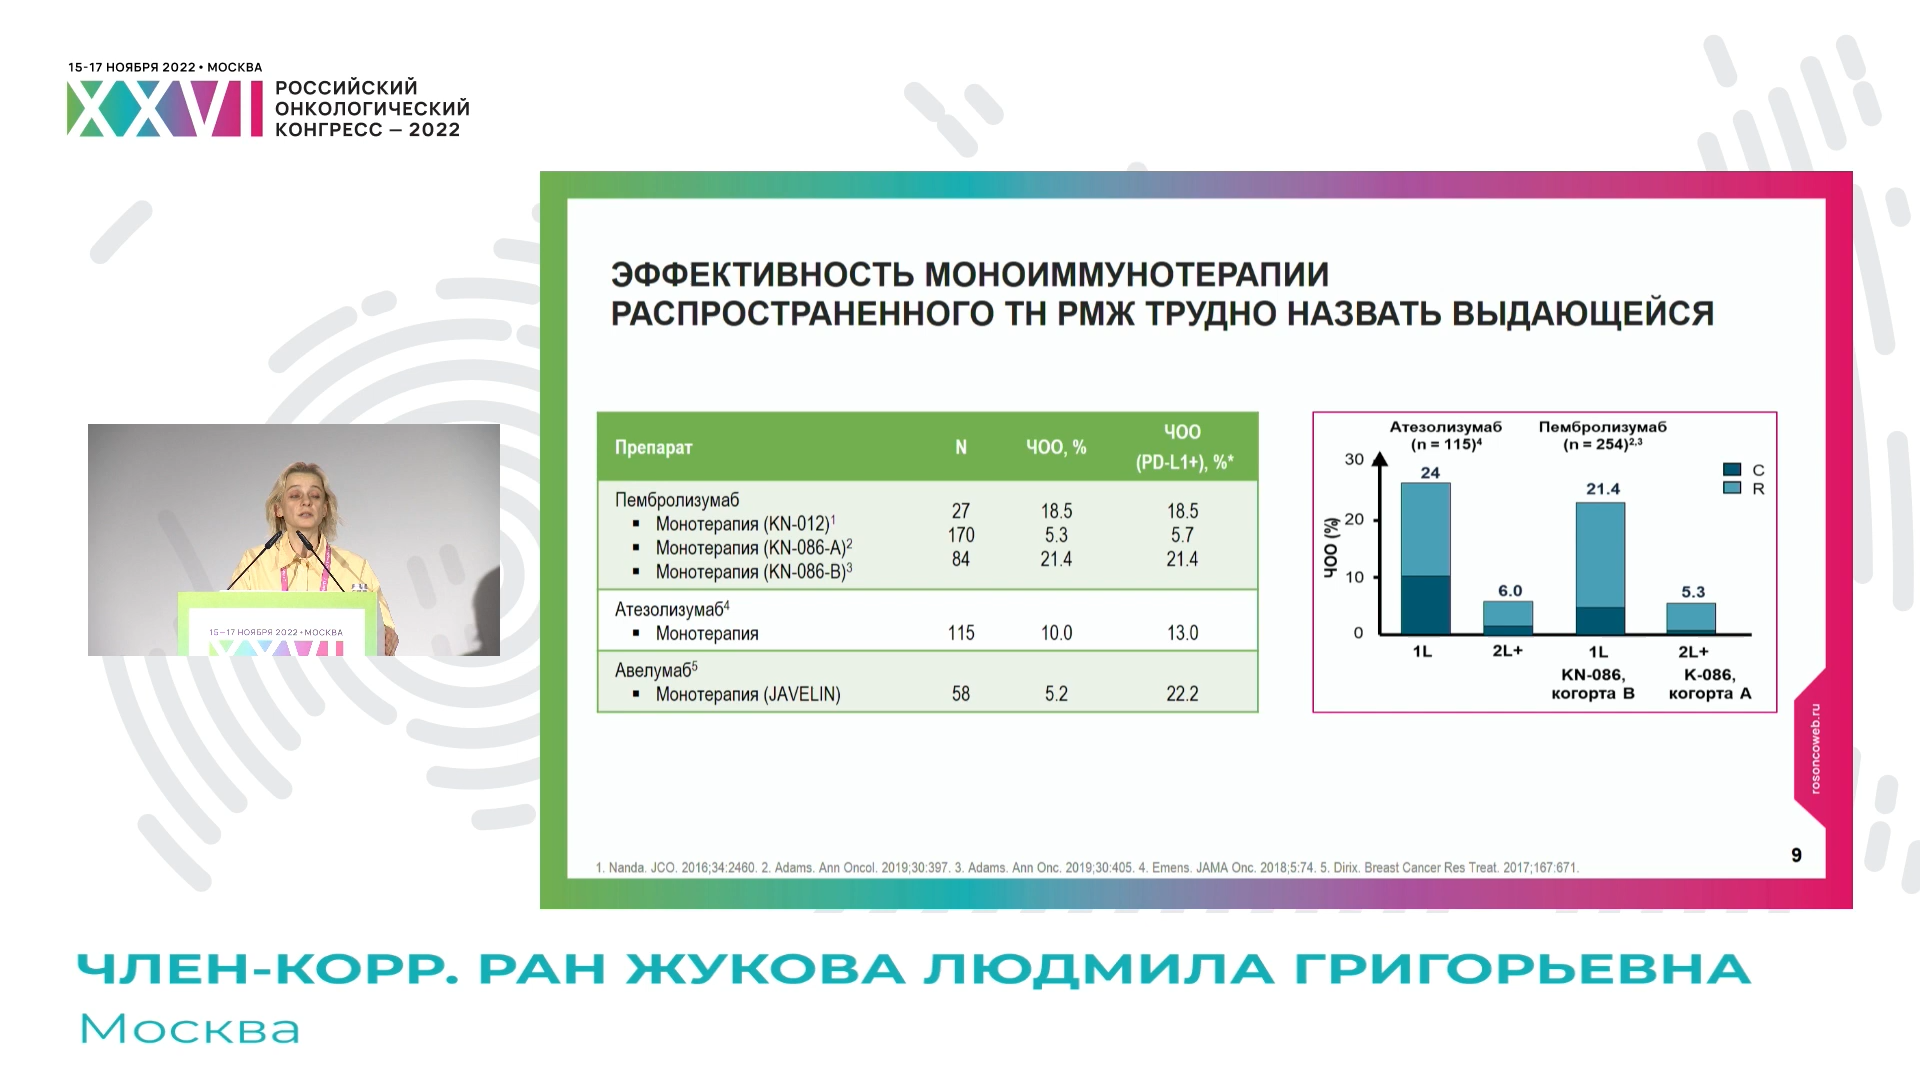 15-17 НОЯБРЯ 2022 • МОСКВА
XXVI
РОССИЙСКИЙ
ОНКОЛОГИЧЕСКИЙ
КОНГРЕСС — 2022
ЭФФЕКТИВНОСТЬ МОНОИММУНОТЕРАПИИ
РАСПРОСТРАНЕННОГО ТН РМЖ ТРУДНО НАЗВАТЬ ВЫДАЮЩЕЙСЯ
Препарат N ЧОО, % ЧОО (PD-L1+), %*
Пембролизумаб
▪ Монотерапия (KN-012)1 27 18.5 18.5
▪ Монотерапия (KN-086-A)2 170 5.3 5.7
▪ Монотерапия (KN-086-B)3 84 21.4 21.4
Атезолизумаб4
▪ Монотерапия 115 10.0 13.0
Авелумаб5
▪ Монотерапия (JAVELIN) 58 5.2 22.2
Атезолизумаб
(n = 115)4
Пембролизумаб
(n = 254)2,3
ЧОО (%)
30
20
10
0
24
6.0
21.4
5.3
C
R
1L
2L+
1L
KN-086,
когорта B
2L+
K-086,
когорта A
rosoncoweb.ru
9
1. Nanda. JCO. 2016;34:2460. 2. Adams. Ann Oncol. 2019;30:397. 3. Adams. Ann Onc. 2019;30:405. 4. Emens. JAMA Onc. 2018;5:74. 5. Dirix. Breast Cancer Res Treat. 2017;167:671.
15–17 НОЯБРЯ 2022 • МОСКВА
XXVI
ЧЛЕН-КОРР. РАН ЖУКОВА ЛЮДМИЛА ГРИГОРЬЕВНА
Москва